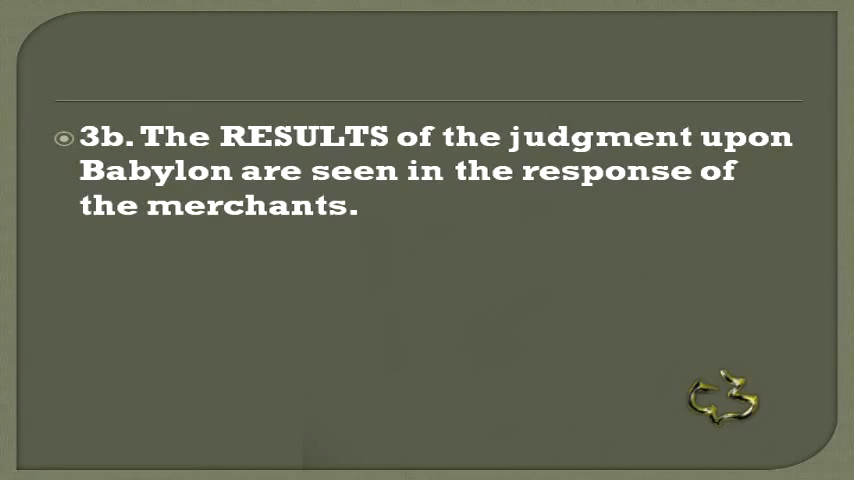 3b. The RESULTS of the judgment upon
Babylon are seen in the response of
the merchants.